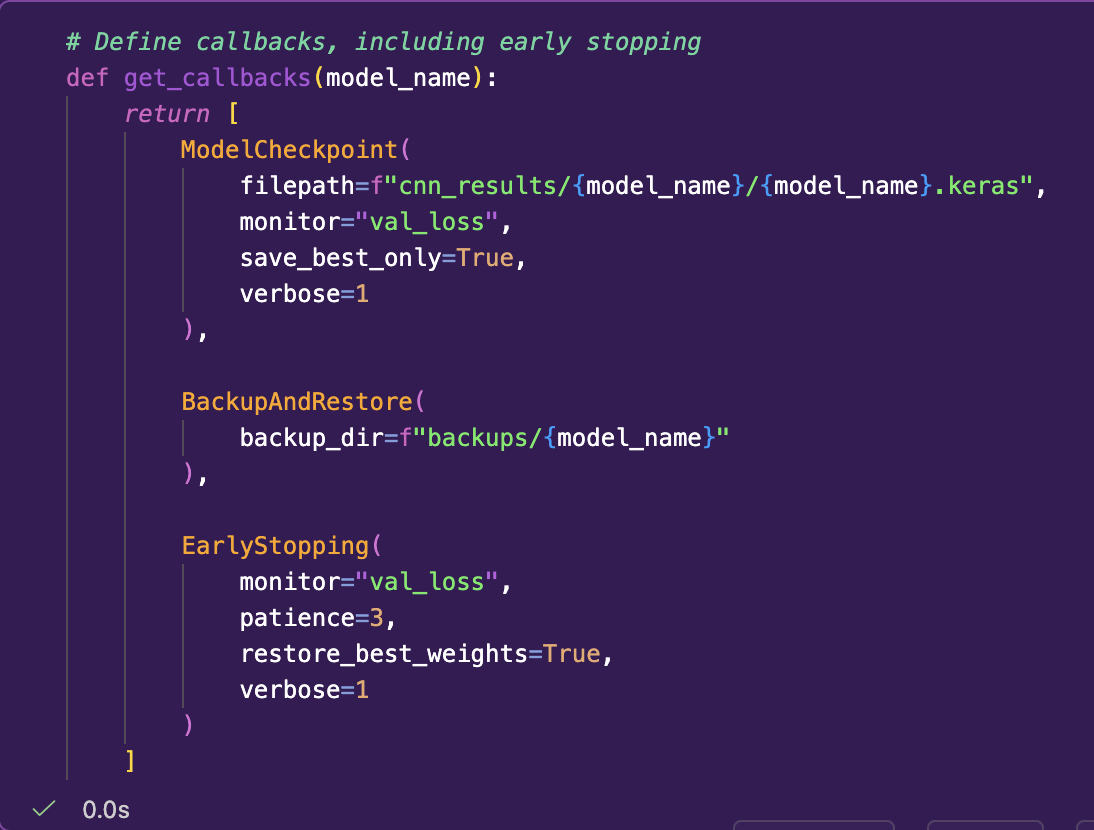 # Define callbacks, including early stopping
def get_callbacks(model_name):
    return [
        ModelCheckpoint(
            filepath=f"cnn_results/{model_name}/{model_name}.keras",
            monitor="val_loss",
            save_best_only=True,
            verbose=1
        ),

        BackupAndRestore(
            backup_dir=f"backups/{model_name}"
        ),

        EarlyStopping(
            monitor="val_loss",
            patience=3,
            restore_best_weights=True,
            verbose=1
        )
    ]
0.0s